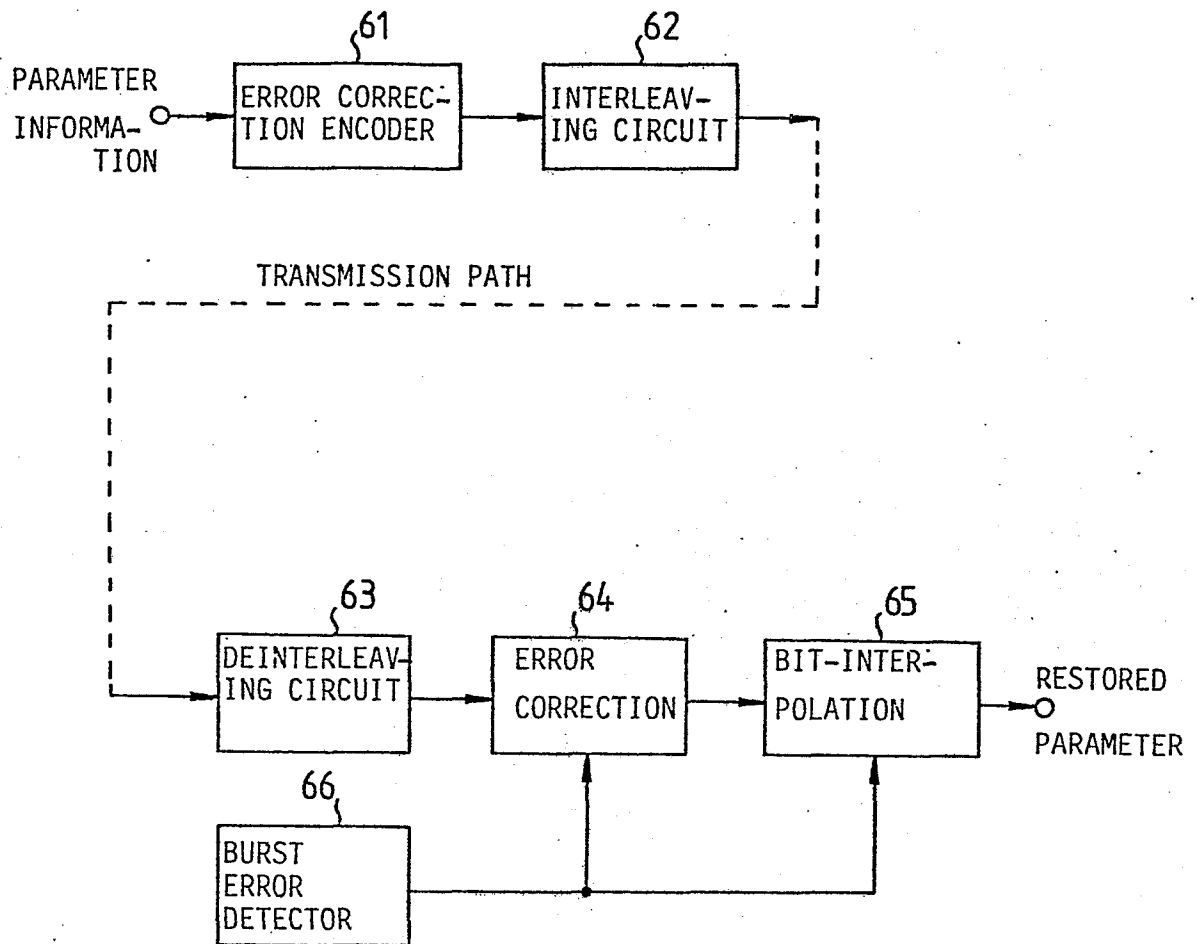 61
62
PARAMETER
INFORMA-
TION
ERROR CORREC-
TION ENCODER
INTERLEAV-
ING CIRCUIT
TRANSMISSION PATH
63
64
65
DEINTERLEAV-
ING CIRCUIT
ERROR
CORRECTION
BIT-INTER-
POLATION
RESTORED
PARAMETER
66
BURST
ERROR
DETECTOR